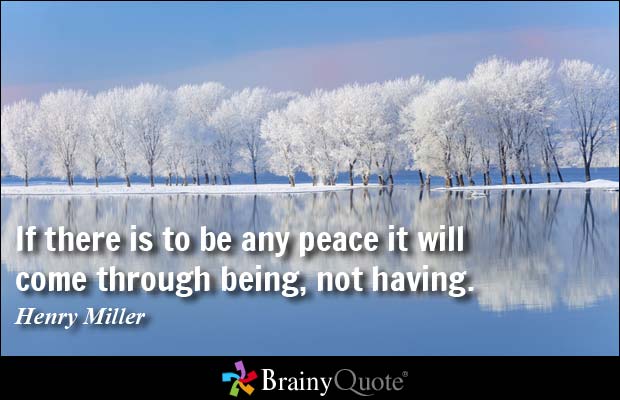 If there is to be any peace it will
come through being, not having.
Henry Miller
BrainyQuote®